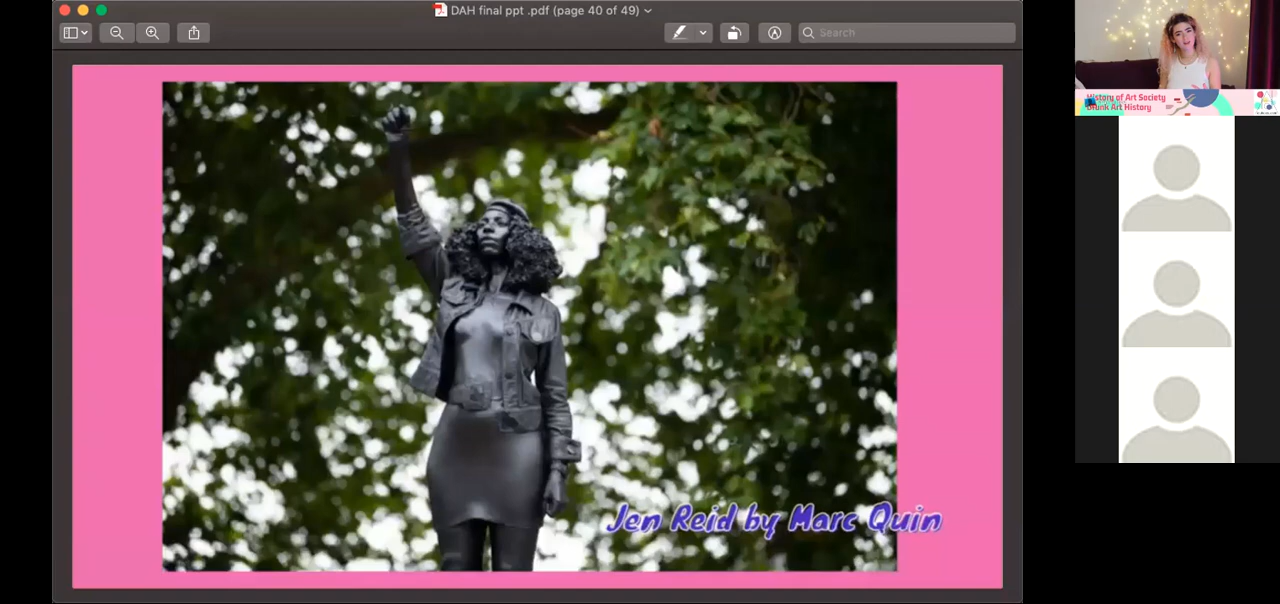 DAH final ppt .pdf (page 40 of 49)
Search
Jen Reid by Marc Quin
History of Art Society
Drunk Art History